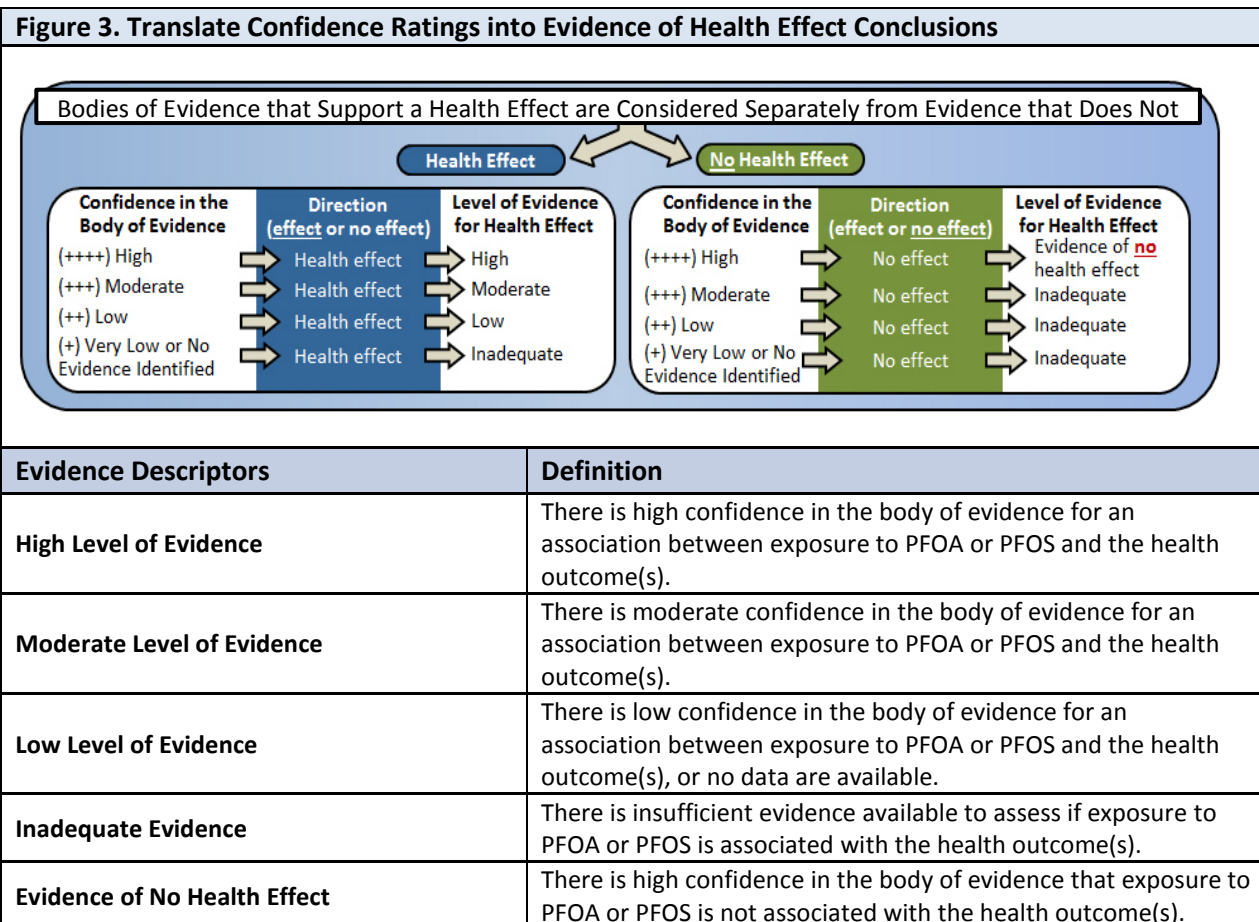 Figure 3. Translate Confidence Ratings into Evidence of Health Effect Conclusions
Bodies of Evidence that Support a Health Effect are Considered Separately from Evidence that Does Not
Health Effect
No Health Effect
Confidence in the
Body of Evidence
Direction
(effect or no effect)
Level of Evidence
for Health Effect
(++++) High
Health effect
High
(+++) Moderate
Health effect
Moderate
(++) Low
Health effect
Low
(+) Very Low or No
Evidence Identified
Health effect
Inadequate
Confidence in the
Body of Evidence
Direction
(effect or no effect)
Level of Evidence
for Health Effect
(++++) High
No effect
Evidence of no
health effect
(+++) Moderate
No effect
Inadequate
(++) Low
No effect
Inadequate
(+) Very Low or No
Evidence Identified
No effect
Inadequate
Evidence Descriptors
Definition
High Level of Evidence
There is high confidence in the body of evidence for an
association between exposure to PFOA or PFOS and the health
outcome(s).
Moderate Level of Evidence
There is moderate confidence in the body of evidence for an
association between exposure to PFOA or PFOS and the health
outcome(s).
Low Level of Evidence
There is low confidence in the body of evidence for an
association between exposure to PFOA or PFOS and the health
outcome(s), or no data are available.
Inadequate Evidence
There is insufficient evidence available to assess if exposure to
PFOA or PFOS is associated with the health outcome(s).
Evidence of No Health Effect
There is high confidence in the body of evidence that exposure to
PFOA or PFOS is not associated with the health outcome(s).